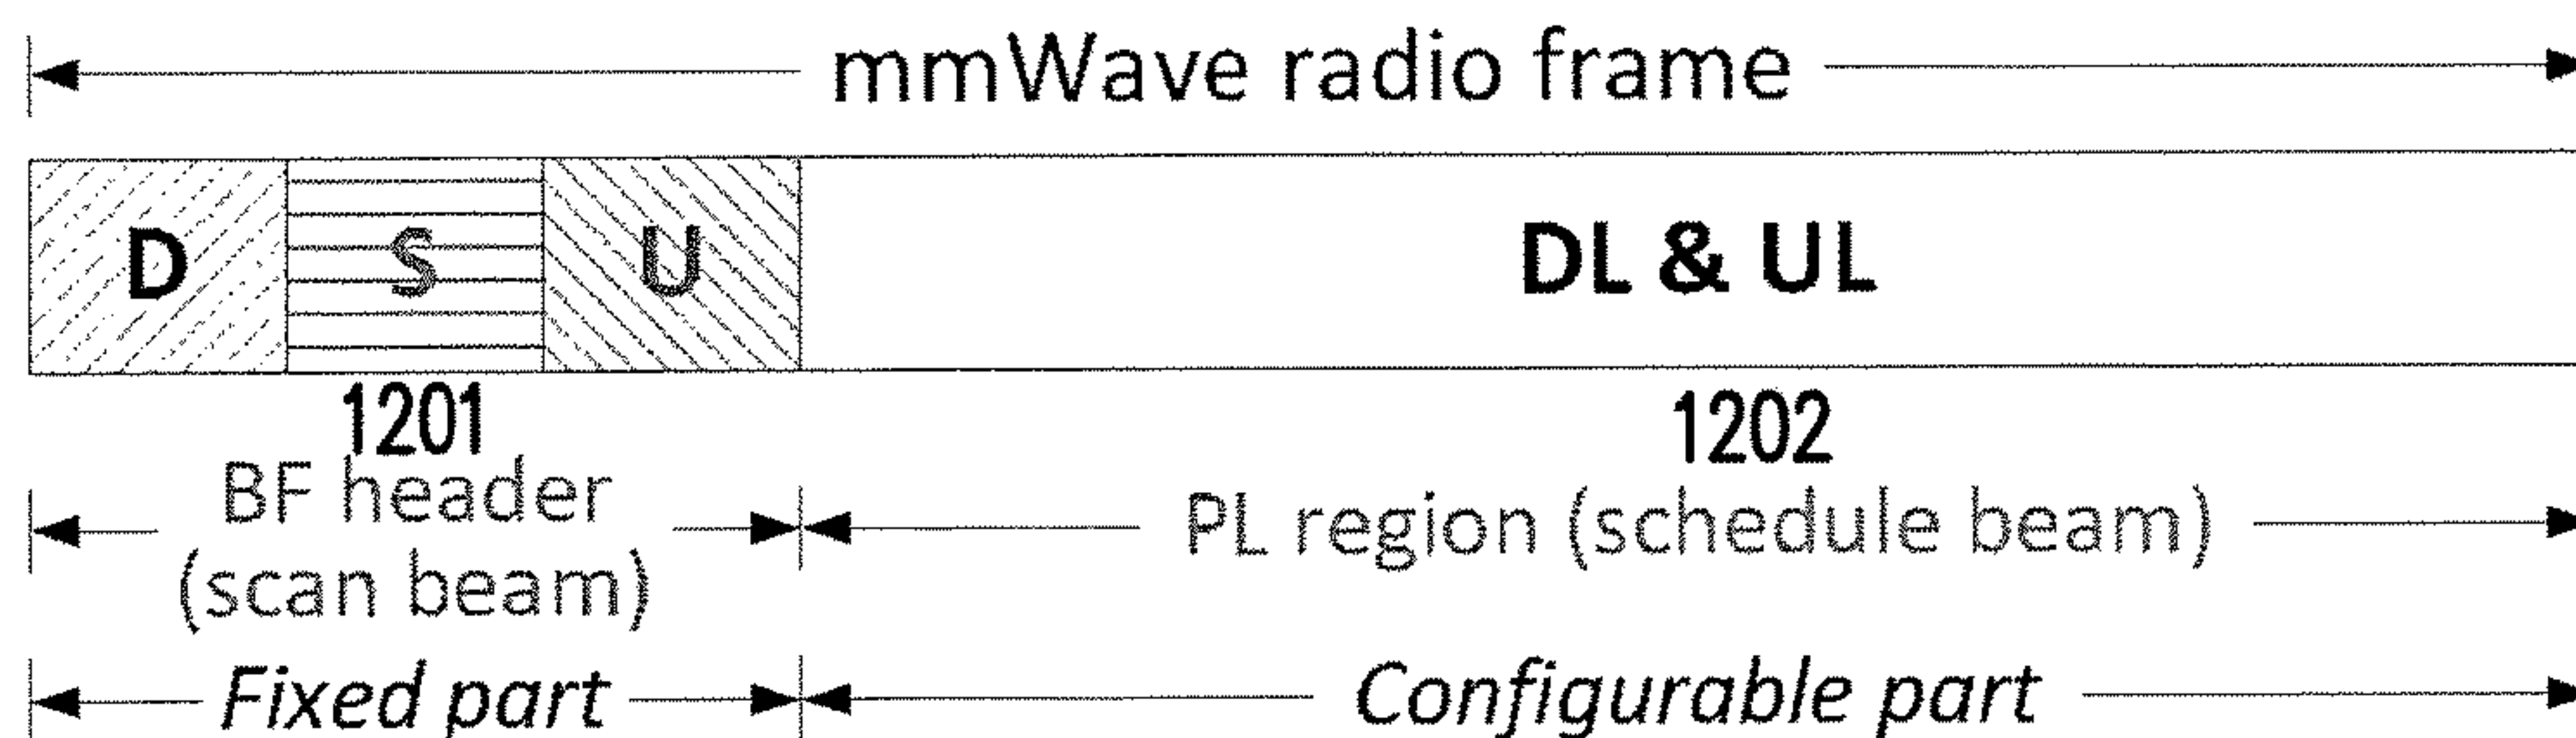 mmWave radio frame
D S U DL & UL
1201 1202
BF header
(scan beam)
PL region (schedule beam)
Fixed part Configurable part